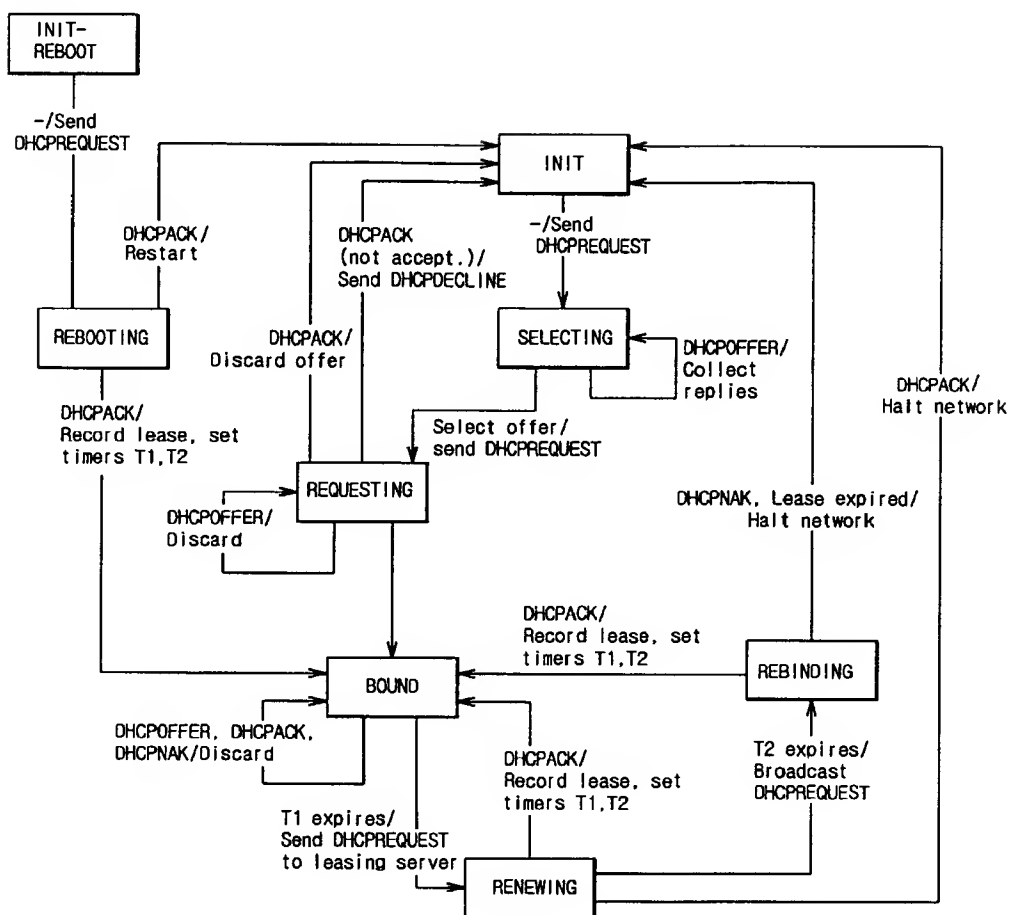 INIT-
REBOOT
-/Send
DHCPREQUEST
INIT
DHCPACK/
Restart
DHCPACK
(not accept.)/
Send DHCPDECLINE
-/Send
DHCPREQUEST
REBOOTING
DHCPACK/
Discard offer
SELECTING
DHCPOFFER/
Collect
replies
DHCPACK/
Halt network
DHCPACK/
Record lease, set
timers T1,T2
Select offer/
send DHCPREQUEST
REQUESTING
DHCPOFFER/
Discard
DHCPNAK, Lease expired/
Halt network
DHCPACK/
Record lease, set
timers T1,T2
BOUND
REBINDING
DHCPOFFER, DHCPACK,
DHCPNAK/Discard
DHCPACK/
Record lease, set
timers T1,T2
T2 expires/
Broadcast
DHCPREQUEST
T1 expires/
Send DHCPREQUEST
to leasing server
RENEWING